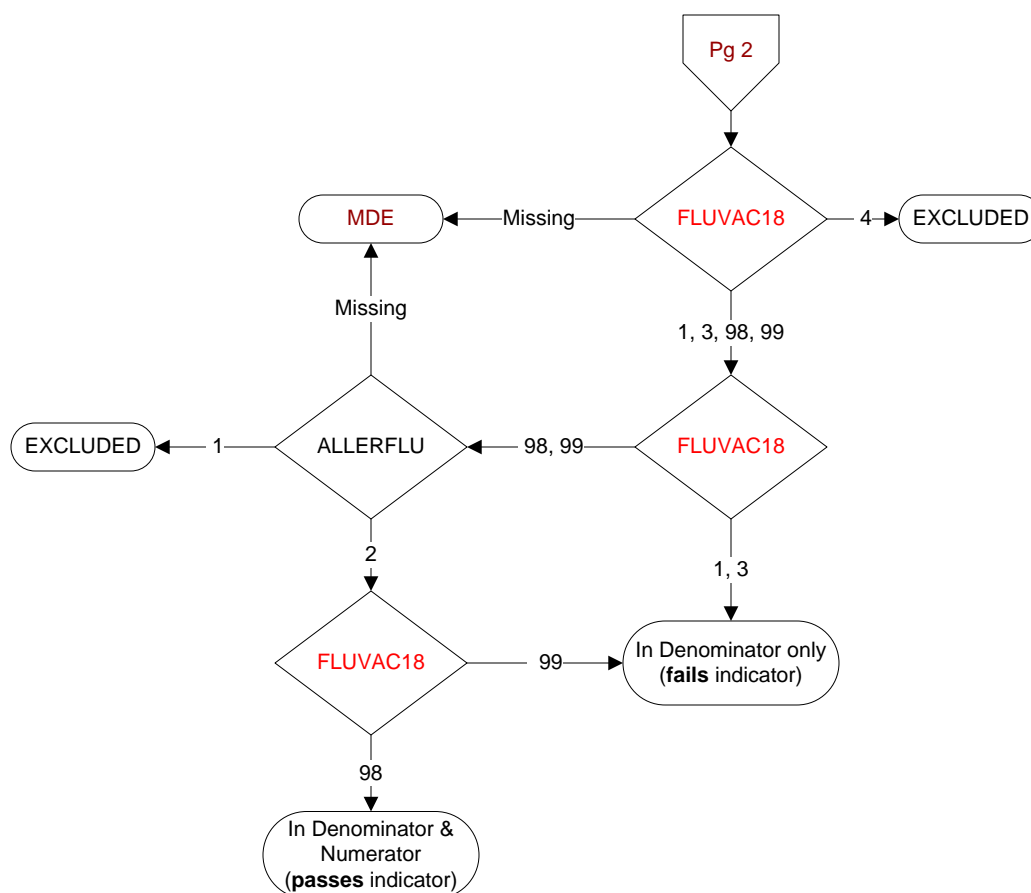 Pg 2
MDE
Missing
FLUVAC18
4
EXCLUDED
Missing
1, 3, 98, 99
EXCLUDED
1
ALLERFLU
98, 99
FLUVAC18
2
1, 3
FLUVAC18
99
In Denominator only
(fails indicator)
98
In Denominator &
Numerator
(passes indicator)